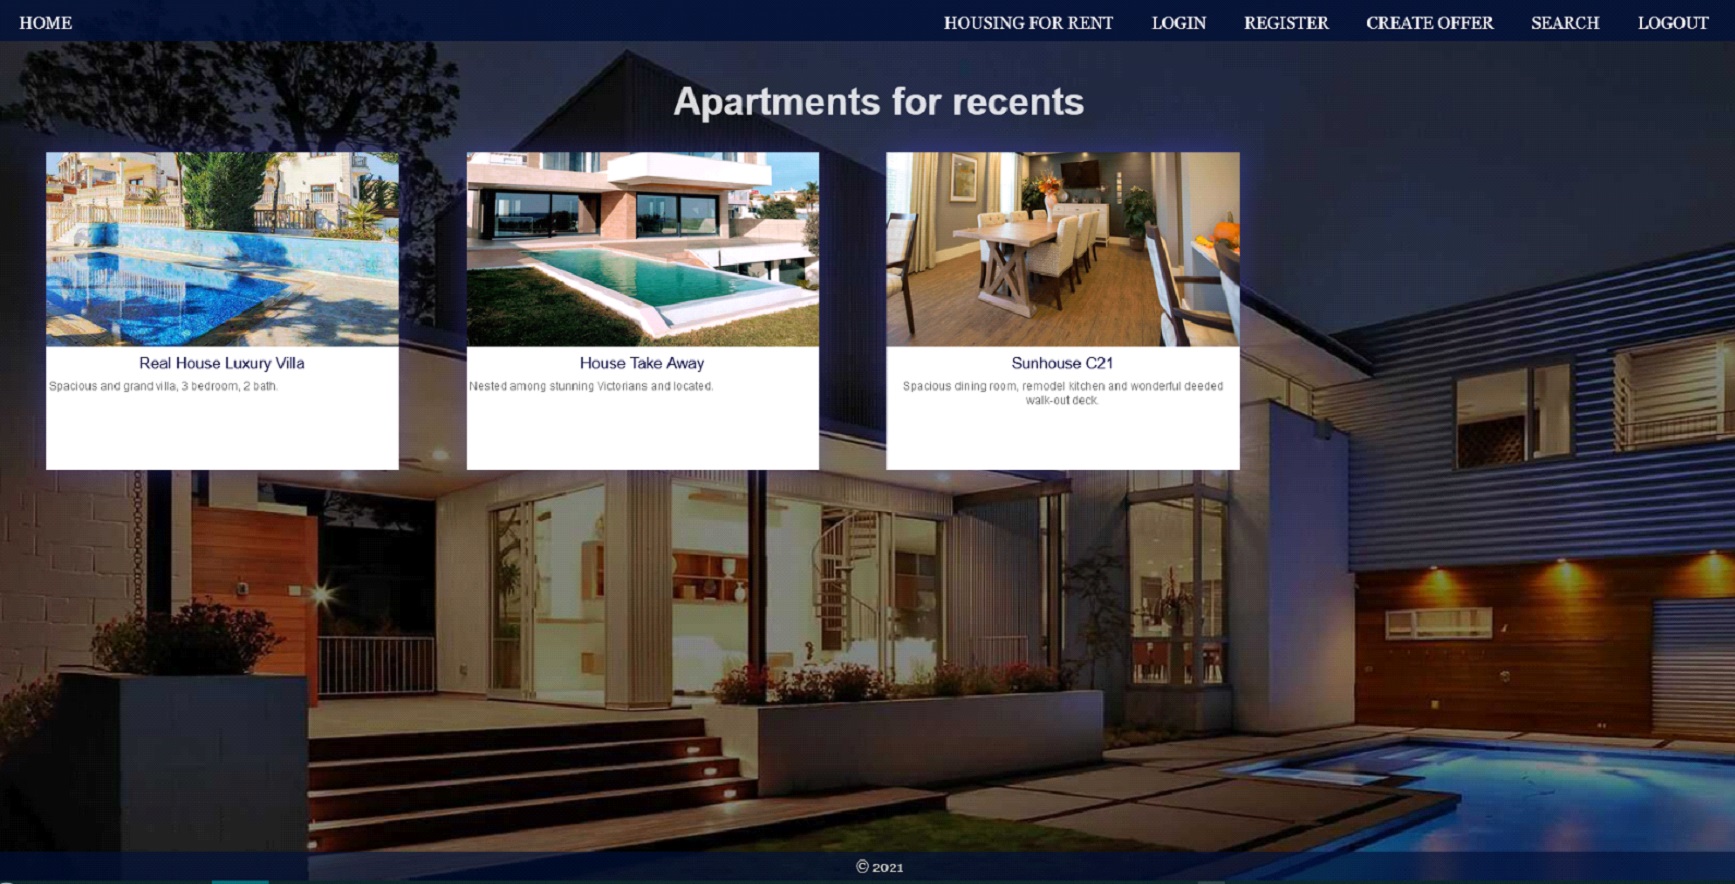 HOME HOUSING FOR RENT LOGIN REGISTER CREATE OFFER SEARCH LOGOUT
Apartments for recents
Real House Luxury Villa
Spacious and grand villa, 3 bedroom, 2 bath.
House Take Away
Nested among stunning Victorians and located.
Sunhouse C21
Spacious dining room, remodel kitchen and wonderful deeded
walk-out deck.
© 2021